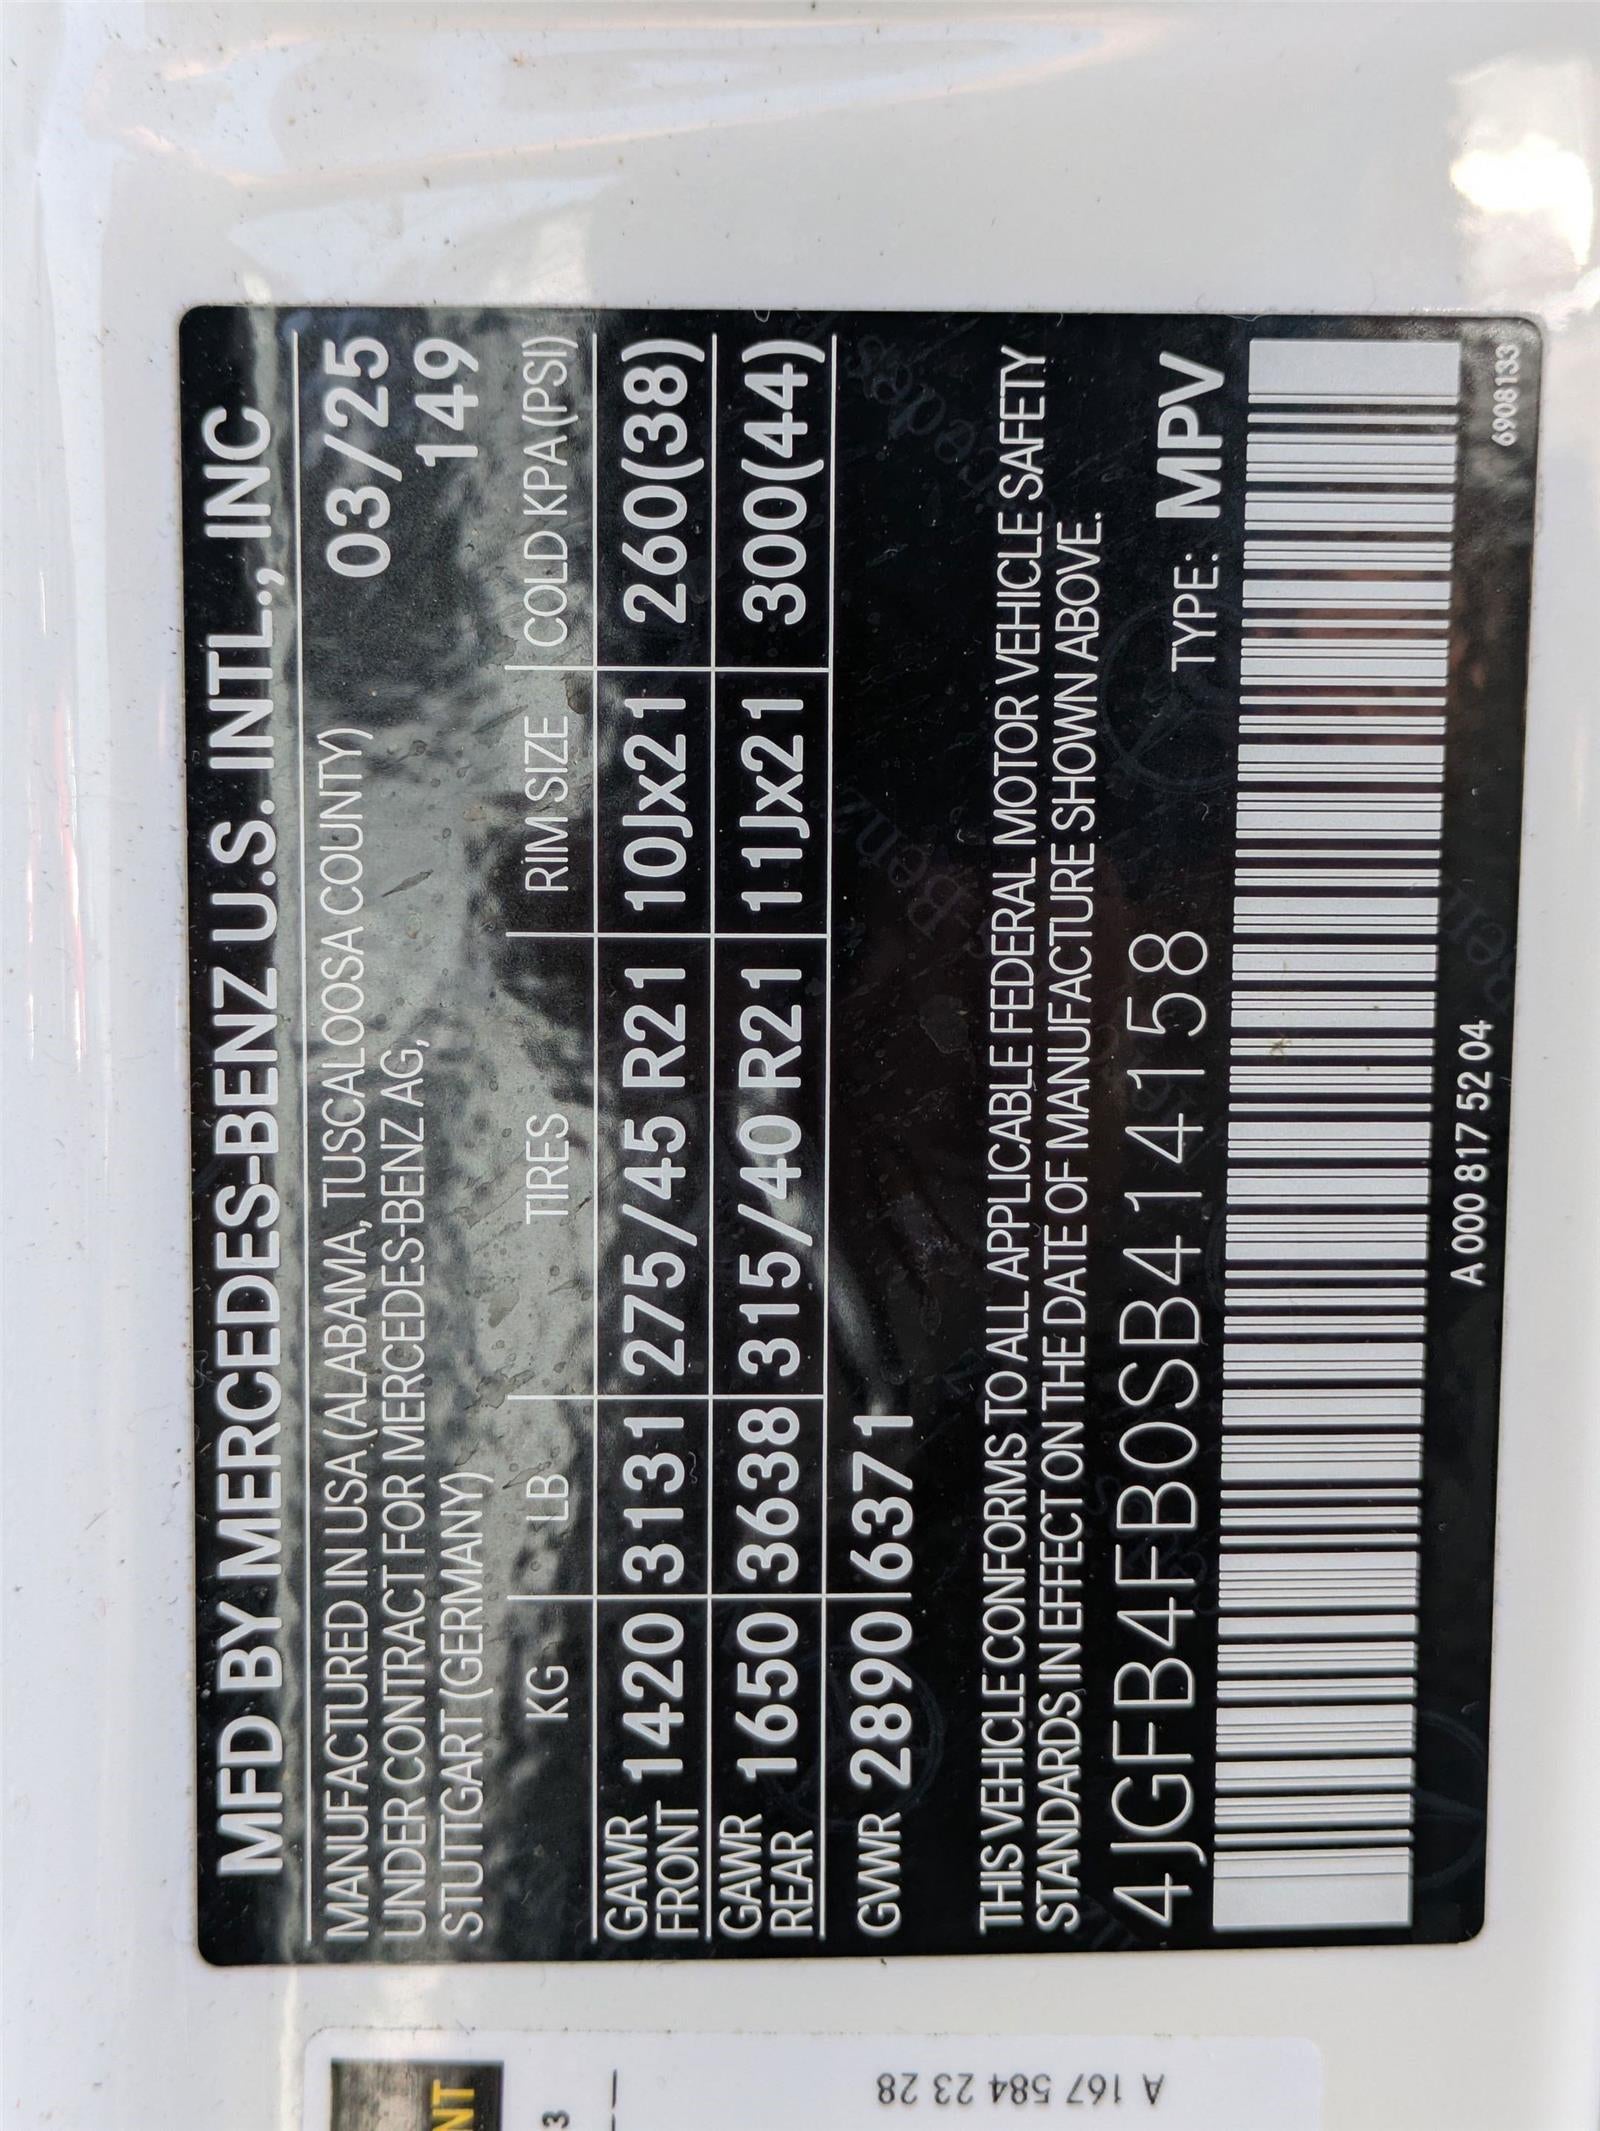 MFD BY MERCEDES-BENZ U.S. INTL., INC
MANUFACTURED IN USA (ALABAMA, TUSCALOOSA COUNTY) 03/25
UNDER CONTRACT FOR MERCEDES-BENZ AG, 149
STUTTGART (GERMANY)
KG LB TIRES RIM SIZE COLD KPA (PSI)
GAWR FRONT 1420 3131 275/45 R21 10Jx21 260(38)
GAWR REAR 1650 3638 315/40 R21 11Jx21 300(44)
GVWR 2890 6371
THIS VEHICLE CONFORMS TO ALL APPLICABLE FEDERAL MOTOR VEHICLE SAFETY
STANDARDS IN EFFECT ON THE DATE OF MANUFACTURE SHOWN ABOVE.
4JGFB4FB0SB414158 TYPE: MPV
A 000 817 52 04
6908133
A 167 584 23 28
NT
3